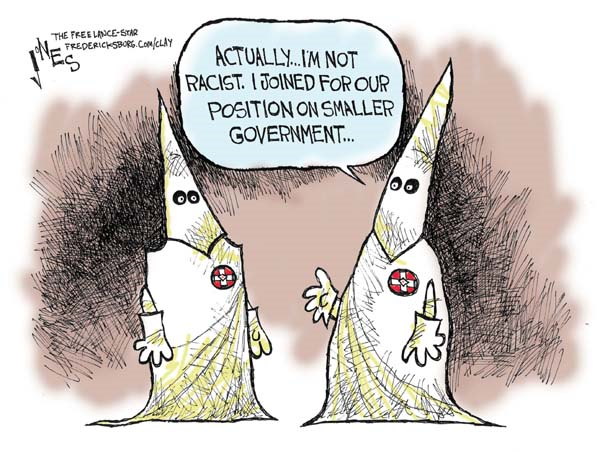 THE FREE LANCE-STAR
FREDERICKSBURG.COM/CLAY
JONES
ACTUALLY...I'M NOT
RACIST. I JOINED FOR OUR
POSITION ON SMALLER
GOVERNMENT...